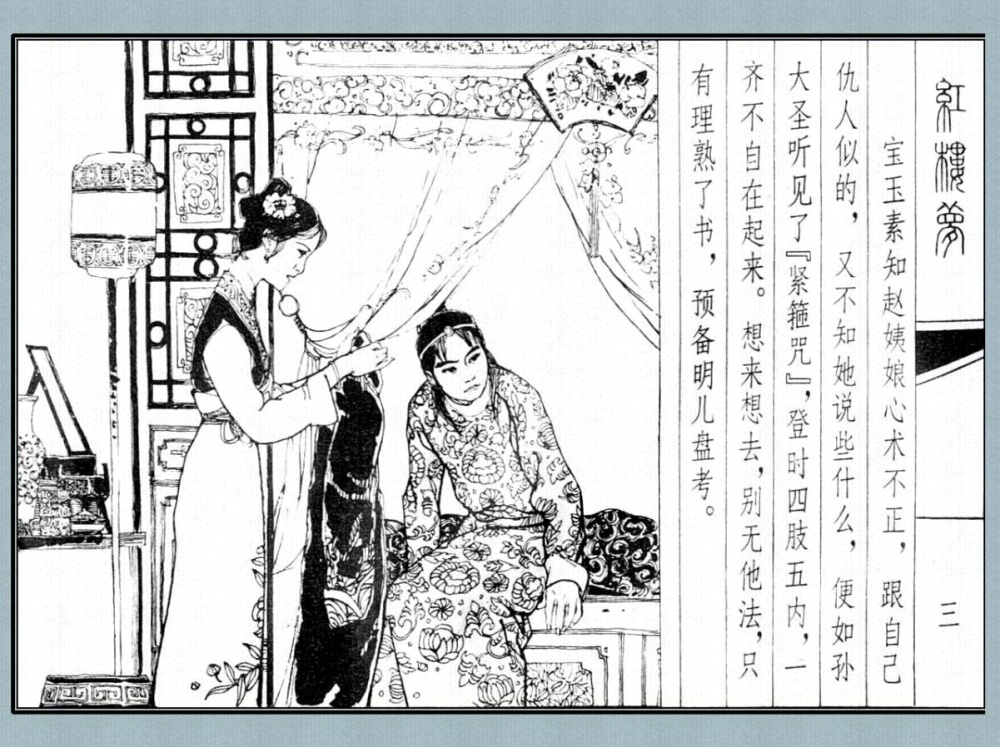 紅樓夢
三
宝玉素知赵姨娘心术不正，跟自己
仇人似的，又不知她说些什么，便如孙
大圣听见了『紧箍咒』，登时四肢五内，一
齐不自在起来。想来想去，别无他法，只
有理熟了书，预备明儿盘考。